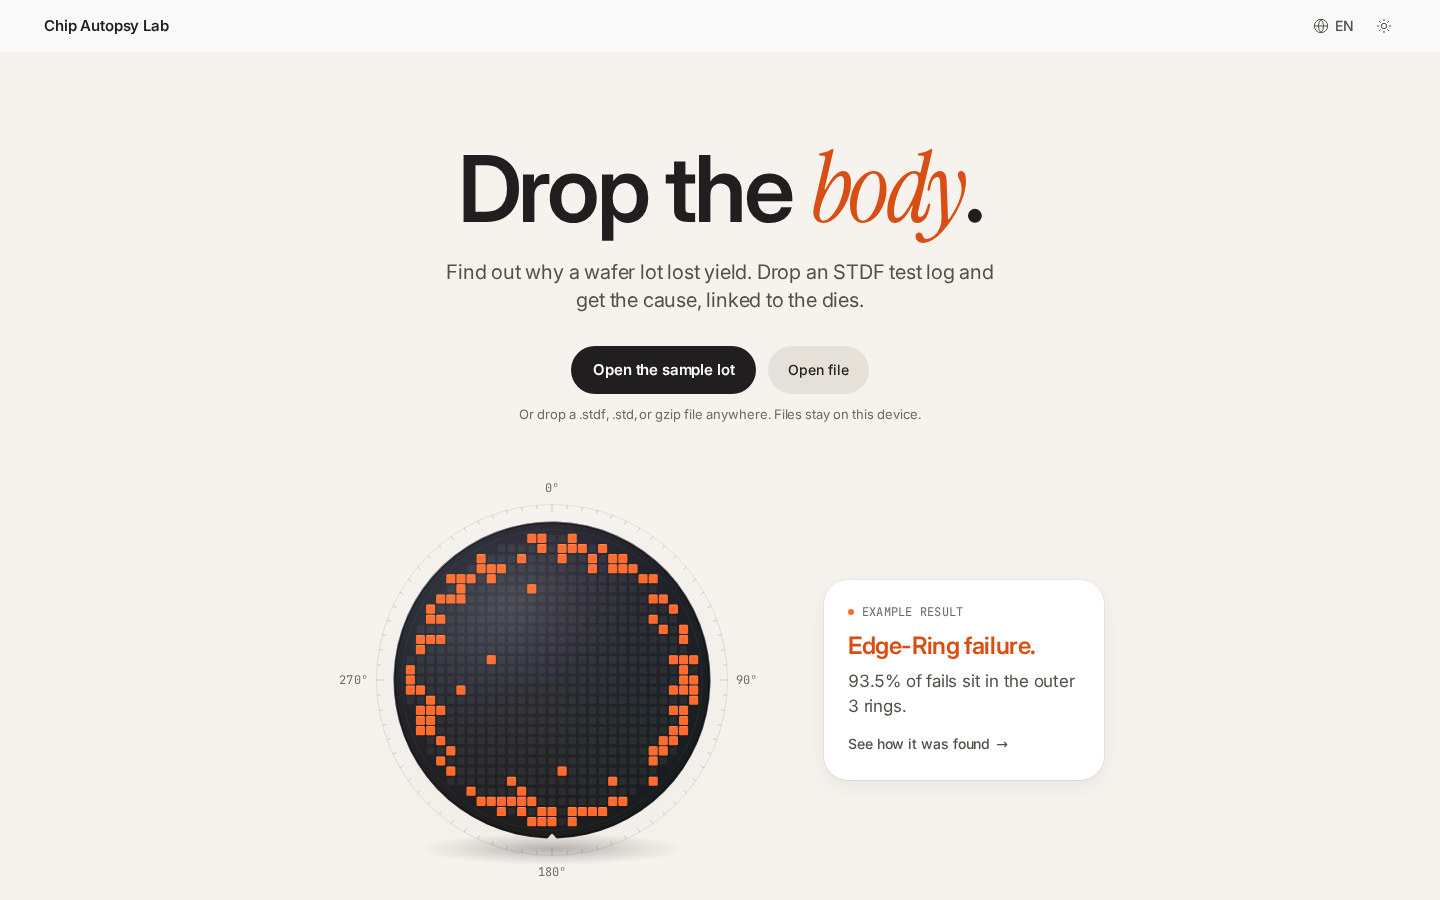 Chip Autopsy Lab
EN
Drop the body.
Find out why a wafer lot lost yield. Drop an STDF test log and
get the cause, linked to the dies.
Open the sample lot
Open file
Or drop a .stdf, .std, or gzip file anywhere. Files stay on this device.
0°
270°
90°
180°
EXAMPLE RESULT
Edge-Ring failure.
93.5% of fails sit in the outer
3 rings.
See how it was found →